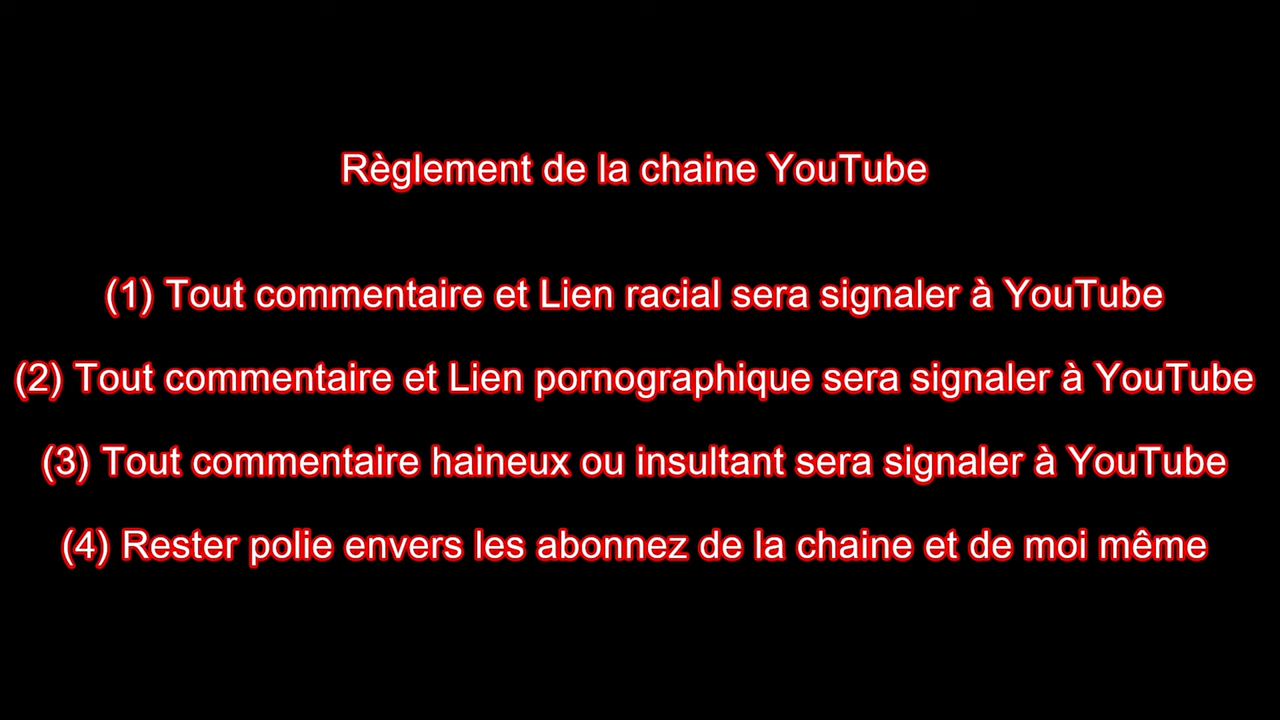 Règlement de la chaine YouTube
(1) Tout commentaire et Lien racial sera signaler à YouTube
(2) Tout commentaire et Lien pornographique sera signaler à YouTube
(3) Tout commentaire haineux ou insultant sera signaler à YouTube
(4) Rester polie envers les abonnez de la chaine et de moi même